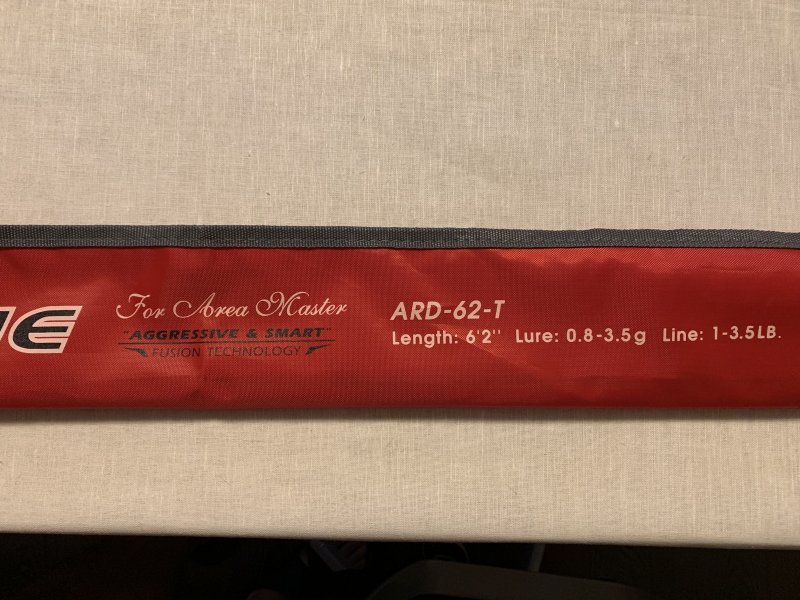 For Area Master
"AGGRESSIVE & SMART"
FUSION TECHNOLOGY
ARD-62-T
Length: 6'2'' Lure: 0.8-3.5g Line: 1-3.5LB.